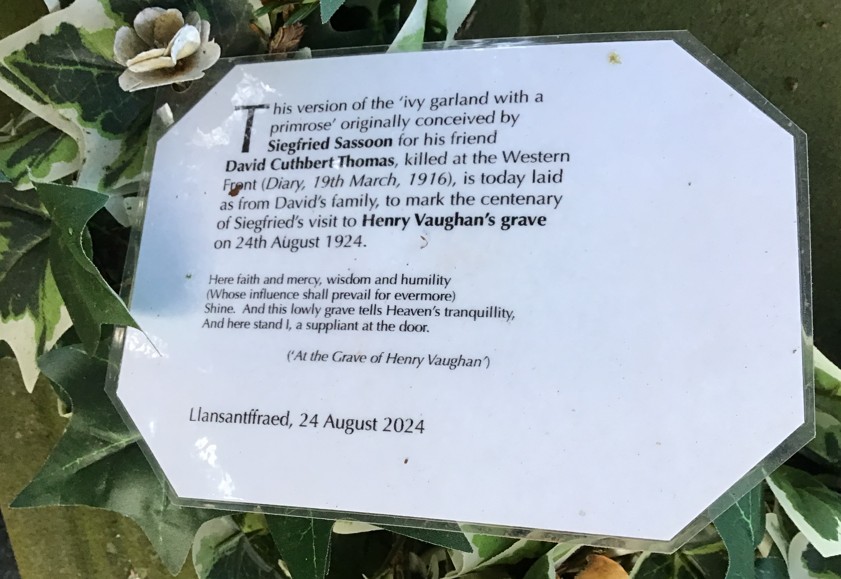 This version of the ‘ivy garland with a
primrose’ originally conceived by
Siegfried Sassoon for his friend
David Cuthbert Thomas, killed at the Western
Front (Diary, 19th March, 1916), is today laid
as from David’s family, to mark the centenary
of Siegfried’s visit to Henry Vaughan’s grave
on 24th August 1924.
Here faith and mercy, wisdom and humility
(Whose influence shall prevail for evermore)
Shine. And this lowly grave tells Heaven’s tranquillity,
And here stand I, a suppliant at the door.
(‘At the Grave of Henry Vaughan’)
Llansantffraed, 24 August 2024